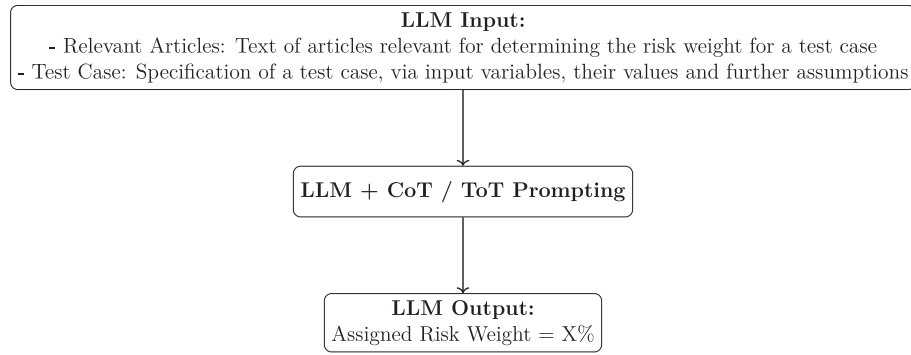 LLM Input:
- Relevant Articles: Text of articles relevant for determining the risk weight for a test case
- Test Case: Specification of a test case, via input variables, their values and further assumptions
LLM + CoT / ToT Prompting
LLM Output:
Assigned Risk Weight = X%